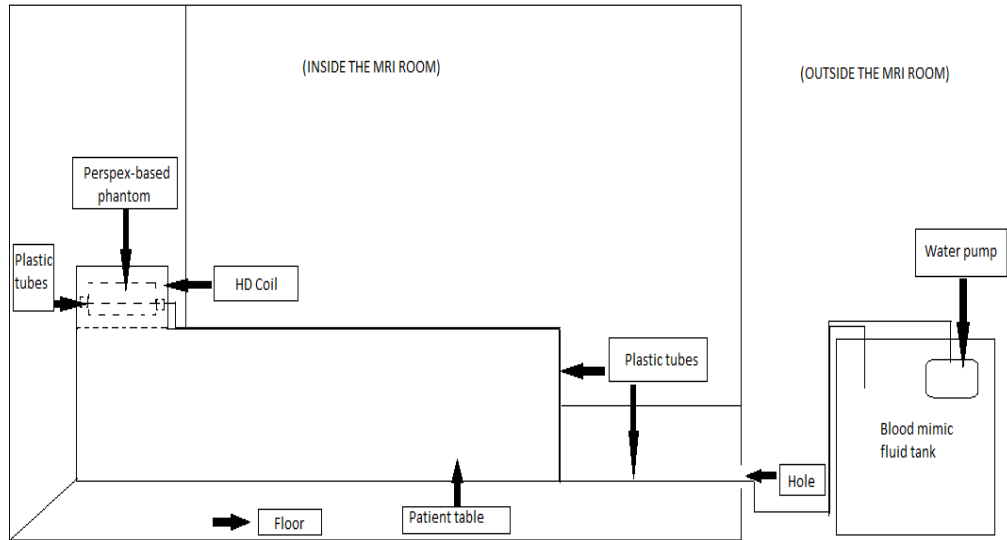 (INSIDE THE MRI ROOM)
(OUTSIDE THE MRI ROOM)
Perspex-based
phantom
Plastic
tubes
HD Coil
Water pump
Plastic tubes
Blood mimic
fluid tank
Hole
Patient table
Floor